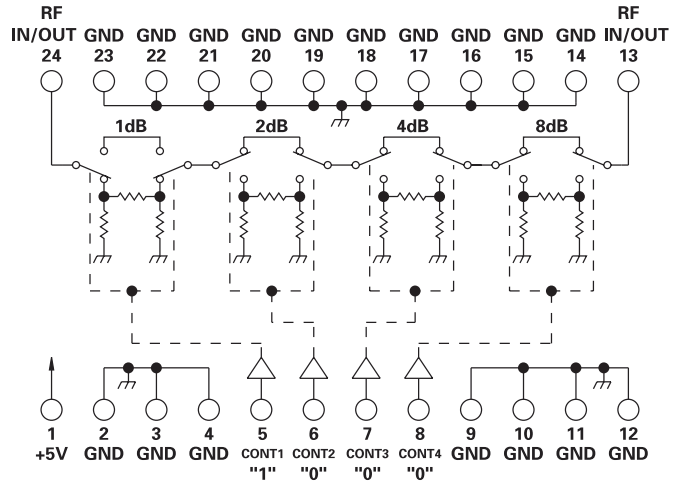 RF RF
IN/OUT GND GND GND GND GND GND GND GND GND GND IN/OUT
24 23 22 21 20 19 18 17 16 15 14 13
1dB 2dB 4dB 8dB
1 2 3 4 5 6 7 8 9 10 11 12
+5V GND GND GND CONT1 CONT2 CONT3 CONT4 GND GND GND GND
"1" "0" "0" "0"